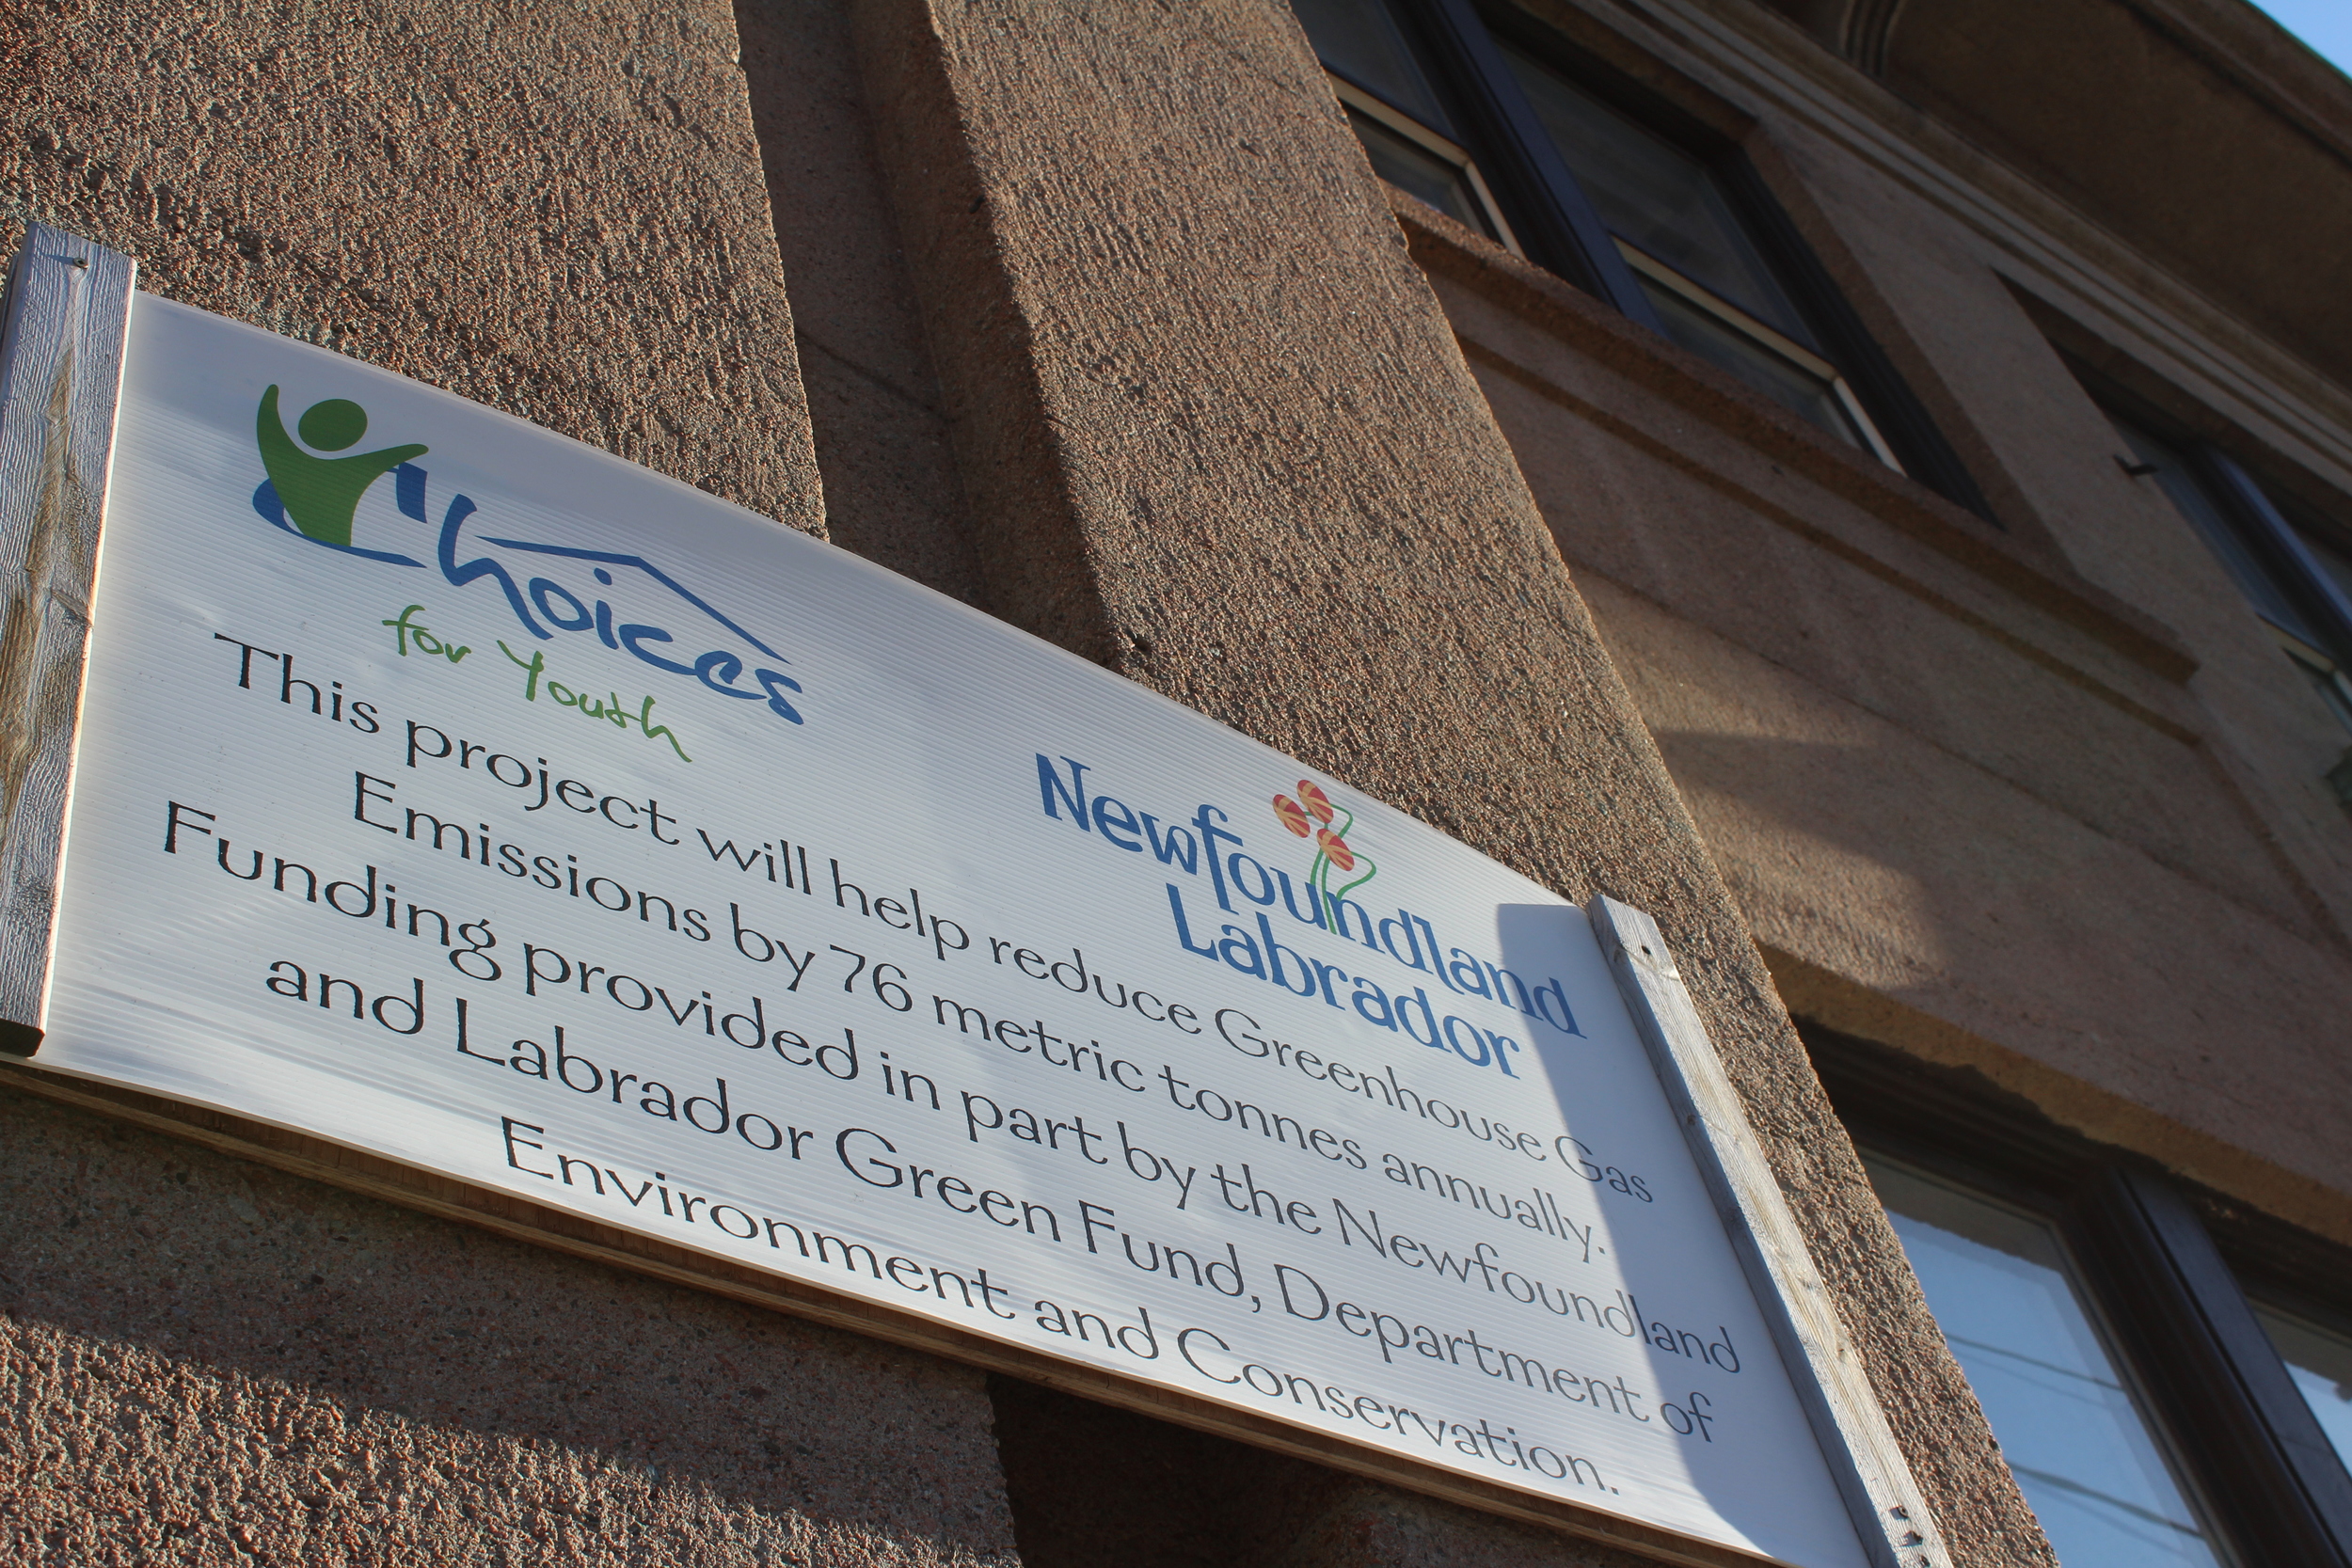 Choices
for Youth
Newfoundland
Labrador
This project will help reduce Greenhouse Gas
Emissions by 76 metric tonnes annually.
Funding provided in part by the Newfoundland
and Labrador Green Fund, Department of
Environment and Conservation.